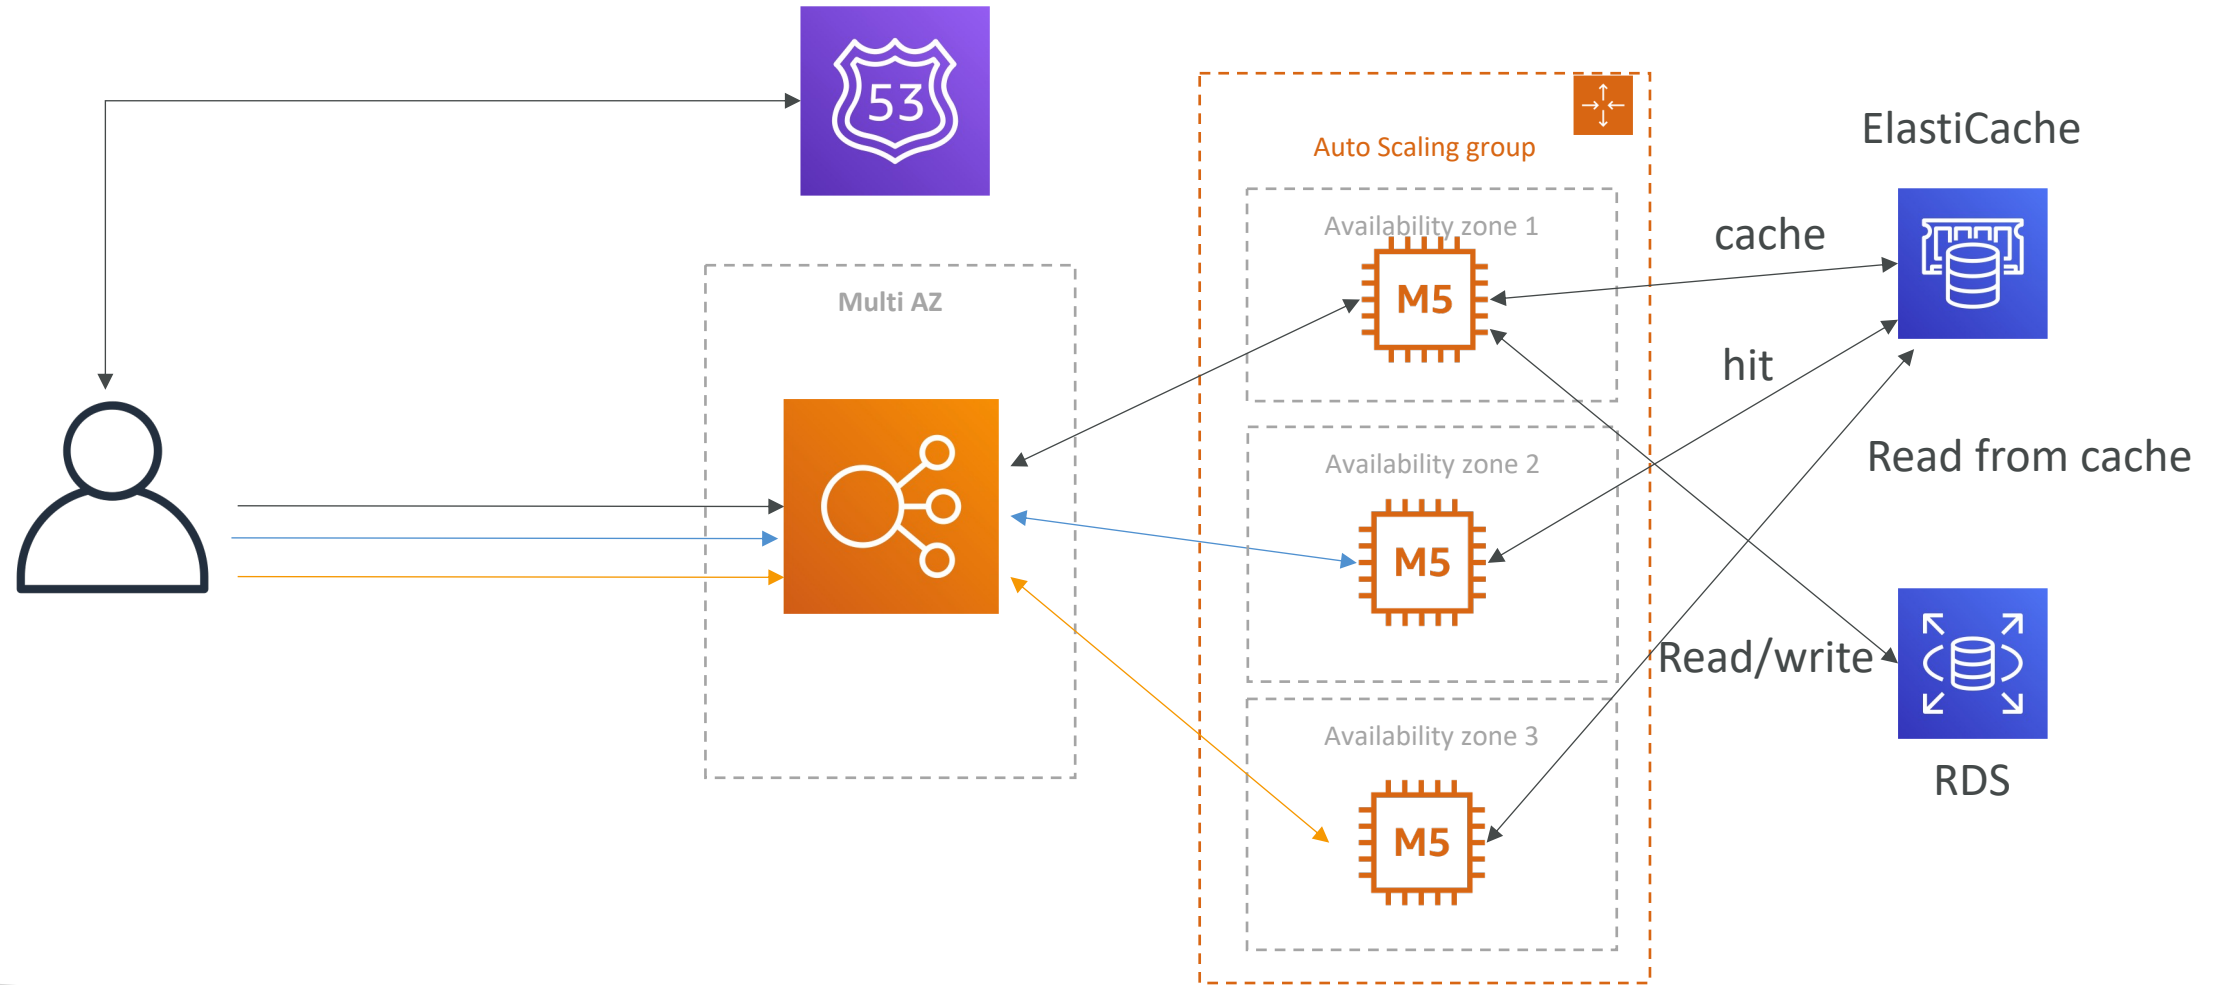 53
Auto Scaling group
ElastiCache
Availability zone 1
cache
Multi AZ
M5
hit
Availability zone 2
Read from cache
M5
Read/write
Availability zone 3
RDS
M5